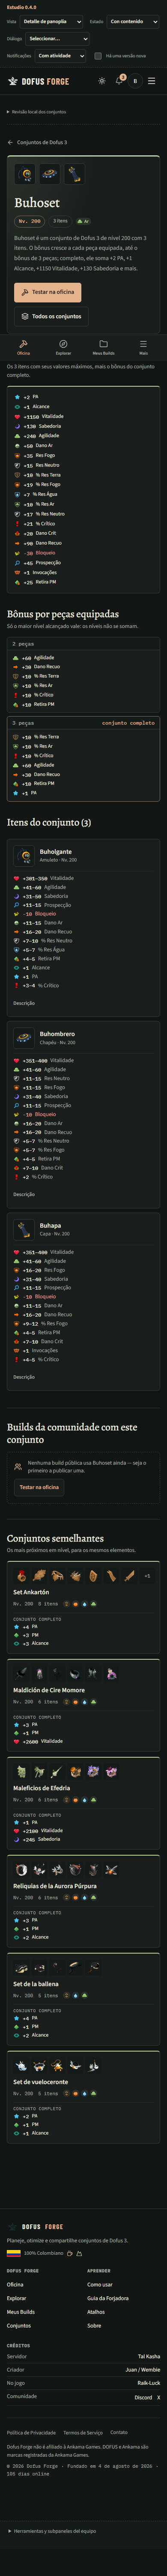 Estudio 0.4.0
Vista Detalle de panoplia Estado Con contenido
Diálogo Seleccionar…
Notificações Com atividade Há uma versão nova
DOFUS FORGE
3
B
Revisão local dos conjuntos
Conjuntos de Dofus 3
Buhoset
Nv. 200 3 itens Ar
Buhoset é um conjunto de Dofus 3 de nível 200 com 3
itens. O bônus cresce a cada peça equipada, até o
bônus de 3 peças; completo, ele soma +2 PA, +1
Alcance, +1150 Vitalidade, +130 Sabedoria e mais.
Testar na oficina
Todos os conjuntos
Oficina
Explorar
Meus Builds
Mais
Os 3 itens com seus valores máximos, mais o bônus do conjunto
completo.
+2 PA
+1 Alcance
+1150 Vitalidade
+130 Sabedoria
+240 Agilidade
+50 Dano Ar
+35 Res Fogo
+15 Res Neutro
+10 % Res Terra
+19 % Res Fogo
+7 % Res Água
+10 % Res Ar
+17 % Res Neutro
+21 % Crítico
+20 Dano Crit
+90 Dano Recuo
-30 Bloqueio
+45 Prospecção
+1 Invocações
+25 Retira PM
Bônus por peças equipadas
Só o maior nível alcançado vale: os níveis não se somam.
2 peças
+60 Agilidade
+30 Dano Recuo
+10 % Res Terra
+10 % Res Ar
+10 % Crítico
+10 Retira PM
3 peças conjunto completo
+10 % Res Terra
+10 % Res Ar
+10 % Crítico
+60 Agilidade
+30 Dano Recuo
+10 Retira PM
+1 PA
Itens do conjunto (3)
Buholgante
Amuleto · Nv. 200
+301-350 Vitalidade
+41-60 Agilidade
+31-50 Sabedoria
+11-15 Prospecção
-10 Bloqueio
+11-15 Dano Ar
+16-20 Dano Recuo
+7-10 % Res Neutro
+5-7 % Res Água
+4-5 Retira PM
+1 Alcance
+1 PA
+3-4 % Crítico
Descrição
Buhombrero
Chapéu · Nv. 200
+351-400 Vitalidade
+41-60 Agilidade
+11-15 Res Neutro
+11-15 Res Fogo
+31-40 Sabedoria
+11-15 Prospecção
-10 Bloqueio
+16-20 Dano Ar
+16-20 Dano Recuo
+5-7 % Res Neutro
+5-7 % Res Fogo
+4-5 Retira PM
+7-10 Dano Crit
+2 % Crítico
Descrição
Buhapa
Capa · Nv. 200
+351-400 Vitalidade
+41-60 Agilidade
+16-20 Res Fogo
+31-40 Sabedoria
+11-15 Prospecção
-10 Bloqueio
+11-15 Dano Ar
+16-20 Dano Recuo
+9-12 % Res Fogo
+4-5 Retira PM
+7-10 Dano Crit
+1 Invocações
+4-5 % Crítico
Descrição
Builds da comunidade com este
conjunto
Nenhuma build pública usa Buhoset ainda — seja o
primeiro a publicar uma.
Testar na oficina
Conjuntos semelhantes
Mais conjuntos próximos em nível, para os mesmos elementos.
+1
Set Ankartón
Nv. 200 8 itens
CONJUNTO COMPLETO
+4 PA
+3 PM
+3 Alcance
Maldición de Cire Momore
Nv. 200 6 itens
CONJUNTO COMPLETO
+3 PA
+1 PM
+2600 Vitalidade
Maleficios de Efedria
Nv. 200 6 itens
CONJUNTO COMPLETO
+1 PA
+2100 Vitalidade
+245 Sabedoria
Reliquias de la Aurora Púrpura
Nv. 200 6 itens
CONJUNTO COMPLETO
+3 PA
+1 PM
+2 Alcance
Set de la ballena
Nv. 200 5 itens
CONJUNTO COMPLETO
+4 PA
+1 PM
+2 Alcance
Set de vueloceronte
Nv. 200 5 itens
CONJUNTO COMPLETO
+2 PA
+1 PM
+1 Alcance
DOFUS FORGE
Planeje, otimize e compartilhe conjuntos de Dofus 3.
100% Colombiano
DOFUS FORGE APRENDER
Oficina Como usar
Explorar Guia da Forjadora
Meus Builds Atalhos
Conjuntos Sobre
CRÉDITOS
Servidor Tal Kasha
Criador Juan / Wembie
No jogo Raik-Luck
Comunidade Discord X
Política de Privacidade Termos de Serviço Contato
Dofus Forge não é afiliado à Ankama Games. DOFUS e Ankama são
marcas registradas da Ankama Games.
© 2026 Dofus Forge · Fundado em 4 de agosto de 2026 ·
105 dias online
Herramientas y subpaneles del equipo